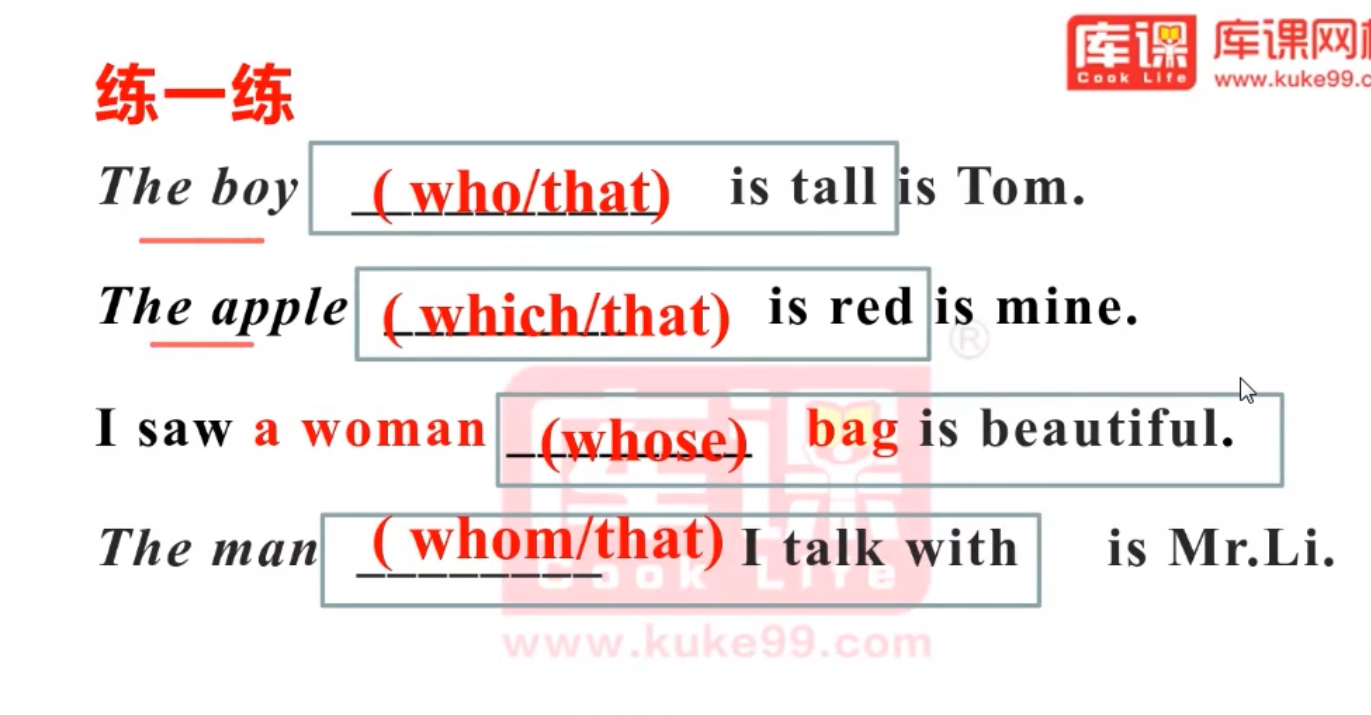 库课 库课网校
Cook Life www.kuke99.c
练一练
The boy ( who/that) is tall is Tom.
The apple ( which/that) is red is mine.
®
I saw a woman (whose) bag is beautiful.
The man ( whom/that) I talk with is Mr.Li.
库课
Cook Life
www.kuke99.com